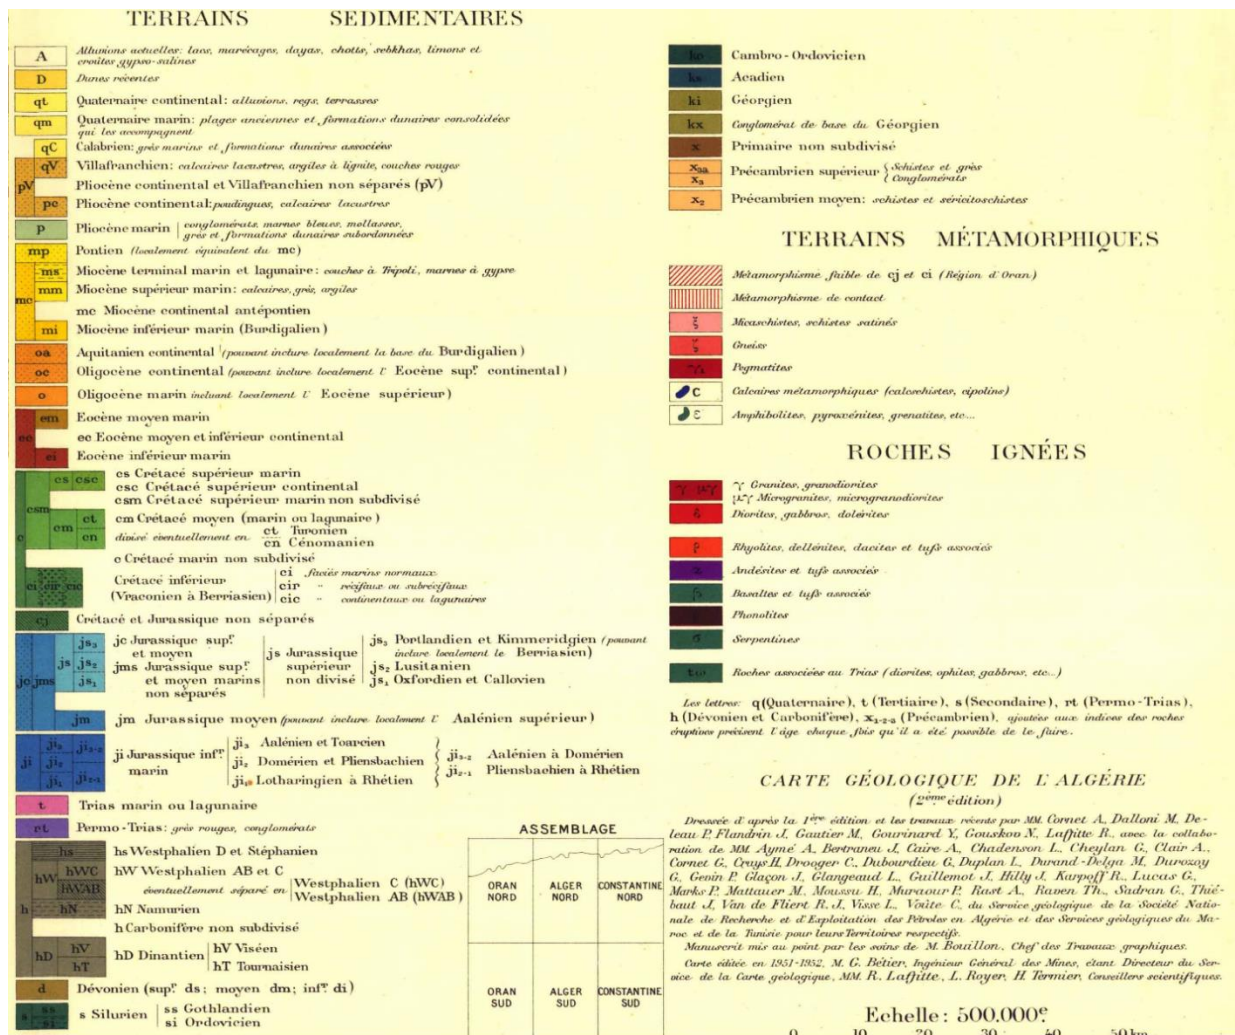 TERRAINS SÉDIMENTAIRES
A Alluvions actuelles: lacs, marécages, dayas, chotts, sebkhas, limons et
croûtes gypso-salines
D Dunes récentes
qt Quaternaire continental: alluvions, regs, terrasses
qm Quaternaire marin: plages anciennes et formations dunaires consolidées
qui les accompagnent
qC Calabrien: grès marins et formations dunaires associées
qV Villafranchien: calcaires lacustres, argiles à lignite, couches rouges
pV Pliocène continental et Villafranchien non séparés (pV)
pc Pliocène continental: poudingues, calcaires lacustres
p Pliocène marin conglomérats, marnes bleues, mollasses,
grès et formations dunaires subordonnées
mp Pontien (localement équivalent du mc)
ms Miocène terminal marin et lagunaire: couches à Tripoli, marnes à gypse
mm Miocène supérieur marin: calcaires, grès, argiles
mc
mc Miocène continental antépontien
mi Miocène inférieur marin (Burdigalien)
oa Aquitanien continental (pouvant inclure localement la base du Burdigalien)
oc Oligocène continental (pouvant inclure localement l' Eocène supr. continental)
o Oligocène marin incluant localement l' Eocène supérieur)
em Eocène moyen marin
ec ec Eocène moyen et inférieur continental
ei Eocène inférieur marin
cs csc cs Crétacé supérieur marin
csc Crétacé supérieur continental
csm csm Crétacé supérieur marin non subdivisé
cm ct cn cm Crétacé moyen (marin ou lagunaire)
divisé éventuellement en ct Turonien
cn Cénomanien
c c Crétacé marin non subdivisé
ci cir cic Crétacé inférieur ci faciès marins normaux
(Vraconien à Berriasien) cir " récifaux ou subrécifaux
cic " continentaux ou lagunaires
cj Crétacé et Jurassique non séparés
jc jms js js3 js2 js1 jm
jc Jurassique supr. et moyen
jms Jurassique supr. et moyen marins non séparés
js Jurassique supérieur non divisé
js3 Portlandien et Kimmeridgien (pouvant
inclure localement le Berriasien)
js2 Lusitanien
js1 Oxfordien et Callovien
jm Jurassique moyen (pouvant inclure localement l' Aalénien supérieur)
ji ji3 ji2 ji1 ji3-2 ji2-1
ji Jurassique infr. marin
ji3 Aalénien et Toarcien
ji2 Domérien et Pliensbachien
ji1 Lotharingien à Rhétien
ji3-2 Aalénien à Domérien
ji2-1 Pliensbachien à Rhétien
t Trias marin ou lagunaire
rt Permo-Trias: grès rouges, conglomérats
hs hs Westphalien D et Stéphanien
hW hWC hWAB hW Westphalien AB et C
éventuellement séparé en Westphalien C (hWC)
Westphalien AB (hWAB)
hN hN Namurien
h h Carbonifère non subdivisé
hD hV hT hD Dinantien hV Viséen
hT Tournaisien
d Dévonien (supr. ds; moyen dm; infr. di)
s ss si s Silurien ss Gothlandien
si Ordovicien
ASSEMBLAGE
ORAN NORD ALGER NORD CONSTANTINE NORD
ORAN SUD ALGER SUD CONSTANTINE SUD
ko Cambro-Ordovicien
Acadien
ki Géorgien
kx Conglomérat de base du Géorgien
x Primaire non subdivisé
x3a Précambrien supérieur Schistes et grès
x3 Conglomérats
x2 Précambrien moyen: schistes et séricitoschistes
TERRAINS MÉTAMORPHIQUES
Métamorphisme faible de cj et ci (Région d'Oran)
Métamorphisme de contact
ξ Micaschistes, schistes satinés
ζ Gneiss
Pegmatites
C Calcaires métamorphiques (calcschistes, cipolins)
ε Amphibolites, pyroxénites, grenatites, etc...
ROCHES IGNÉES
γ μγ γ Granites, granodiorites
μγ Microgranites, microgranodiorites
Diorites, gabbros, dolérites
ρ Rhyolites, dellénites, dacites et tufs associés
α Andésites et tufs associés
β Basaltes et tufs associés
Phonolites
σ Serpentines
tω Roches associées au Trias (diorites, ophites, gabbros, etc...)
Les lettres: q (Quaternaire), t (Tertiaire), s (Secondaire), rt (Permo-Trias),
h (Dévonien et Carbonifère), x1-2-3 (Précambrien), ajoutées aux indices des roches
éruptives précisent l'âge chaque fois qu'il a été possible de le faire.
CARTE GÉOLOGIQUE DE L'ALGÉRIE
(2ème édition)
Dressée d'après la 1ère édition et les travaux récents par MM. Cornet A., Dalloni M., De-
leau P. Flandrin J., Gautier M., Gourinard Y., Gouskov N., Laffitte R., avec la collabo-
ration de MM. Aymé A., Bertraneu J., Caire A., Chadenson L., Cheylan G., Clair A.,
Cornet G., Cruys H., Drooger C., Dubourdieu G., Duplan L., Durand-Delga M., Durozoy
G., Gevin P. Glaçon J., Glangeaud L., Guillemot J., Hilly J., Karpoff R., Lucas G.,
Marks P. Mattauer M., Moussu H., Muraour P. Rast A., Raven Th., Sadran G., Thié-
baut J., Van de Fliert R. J., Visse L., Voûte C. du Service géologique de la Société Natio-
nale de Recherche et d'Exploitation des Pétroles en Algérie et des Services géologiques du Ma-
roc et de la Tunisie pour leurs Territoires respectifs.
Manuscrit mis au point par les soins de M. Bouillon, Chef des Travaux graphiques.
Carte éditée en 1951-1952, M. G. Bétier, Ingénieur Général des Mines, étant Directeur du Ser-
vice de la Carte géologique, MM. R. Laffitte, L. Royer, H. Termier, Conseillers scientifiques.
Echelle: 500.000e
0 10 20 30 40 50 km